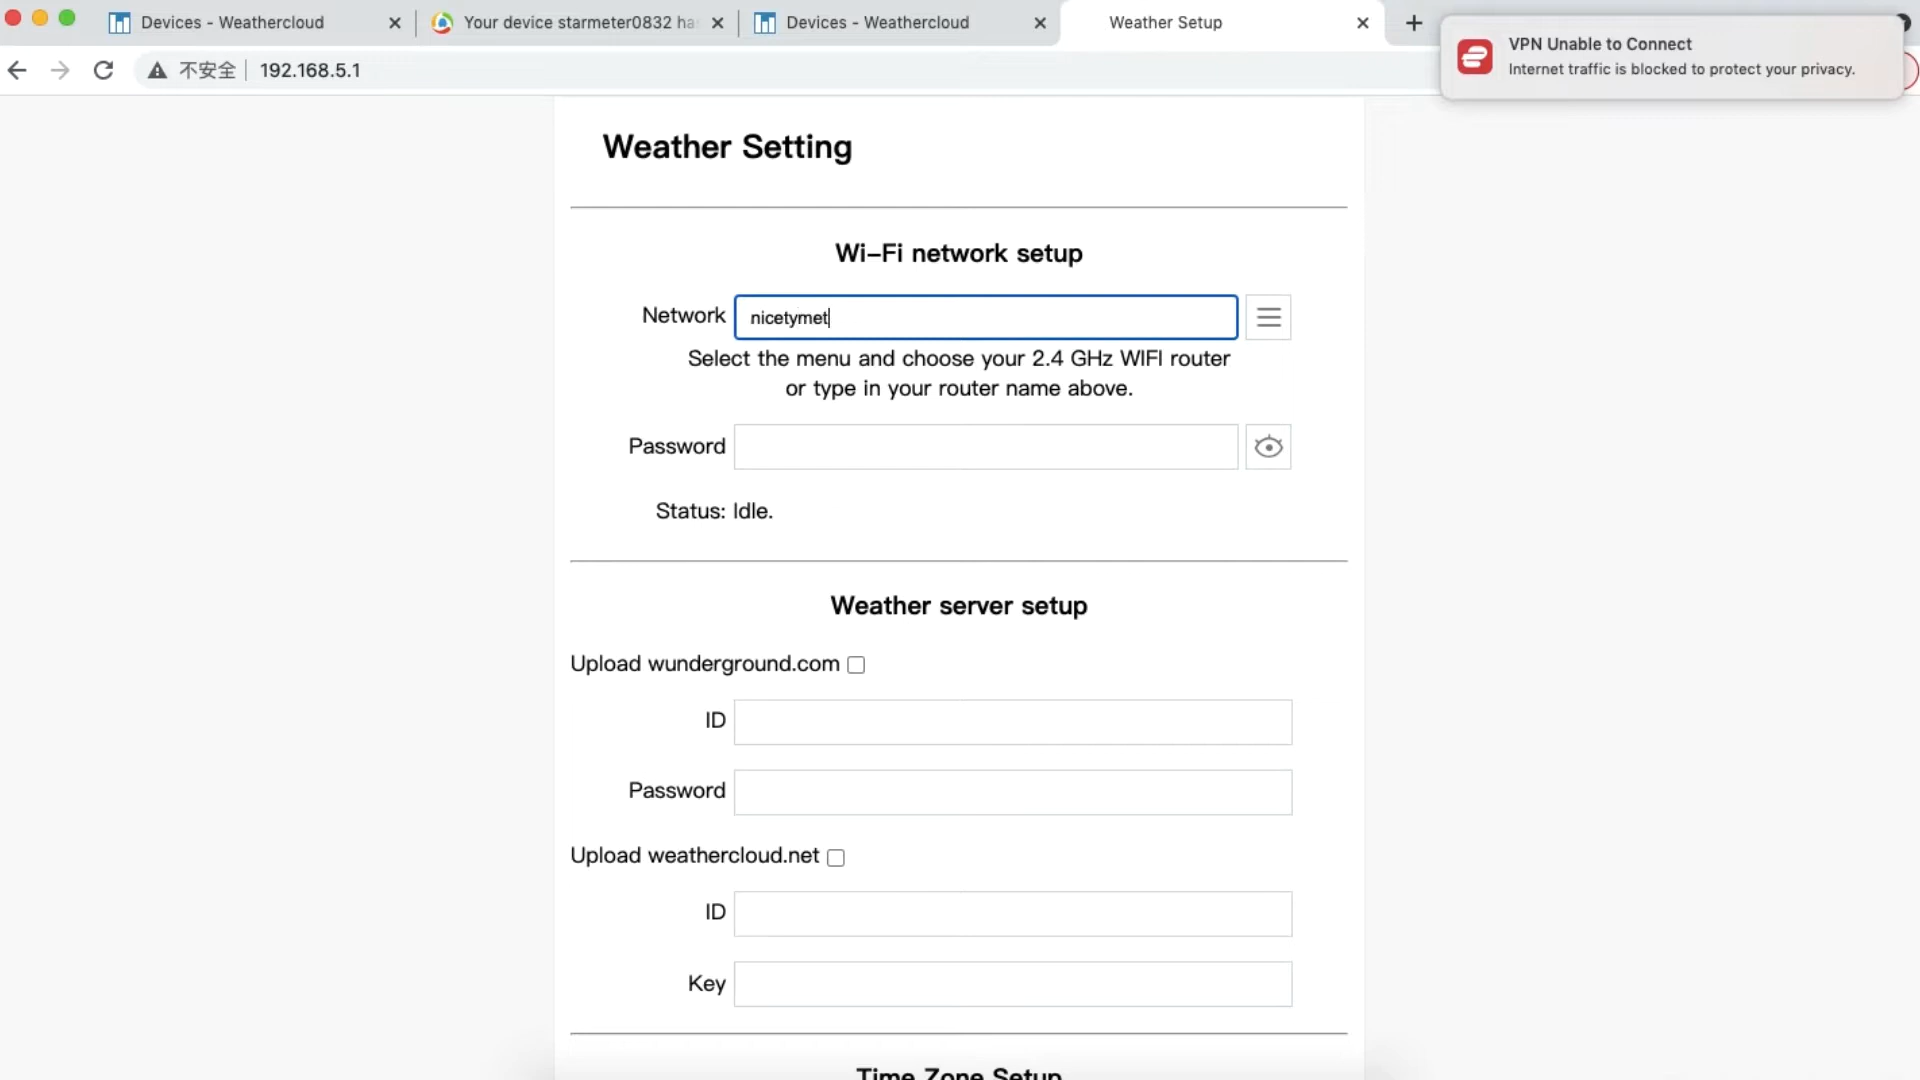 Devices - Weathercloud
Your device starmeter0832 ha
Devices - Weathercloud
Weather Setup
VPN Unable to Connect
Internet traffic is blocked to protect your privacy.
不安全
192.168.5.1
Weather Setting
Wi-Fi network setup
Network nicetymet
Select the menu and choose your 2.4 GHz WIFI router
or type in your router name above.
Password
Status: Idle.
Weather server setup
Upload wunderground.com
ID
Password
Upload weathercloud.net
ID
Key
Time Zone Setup